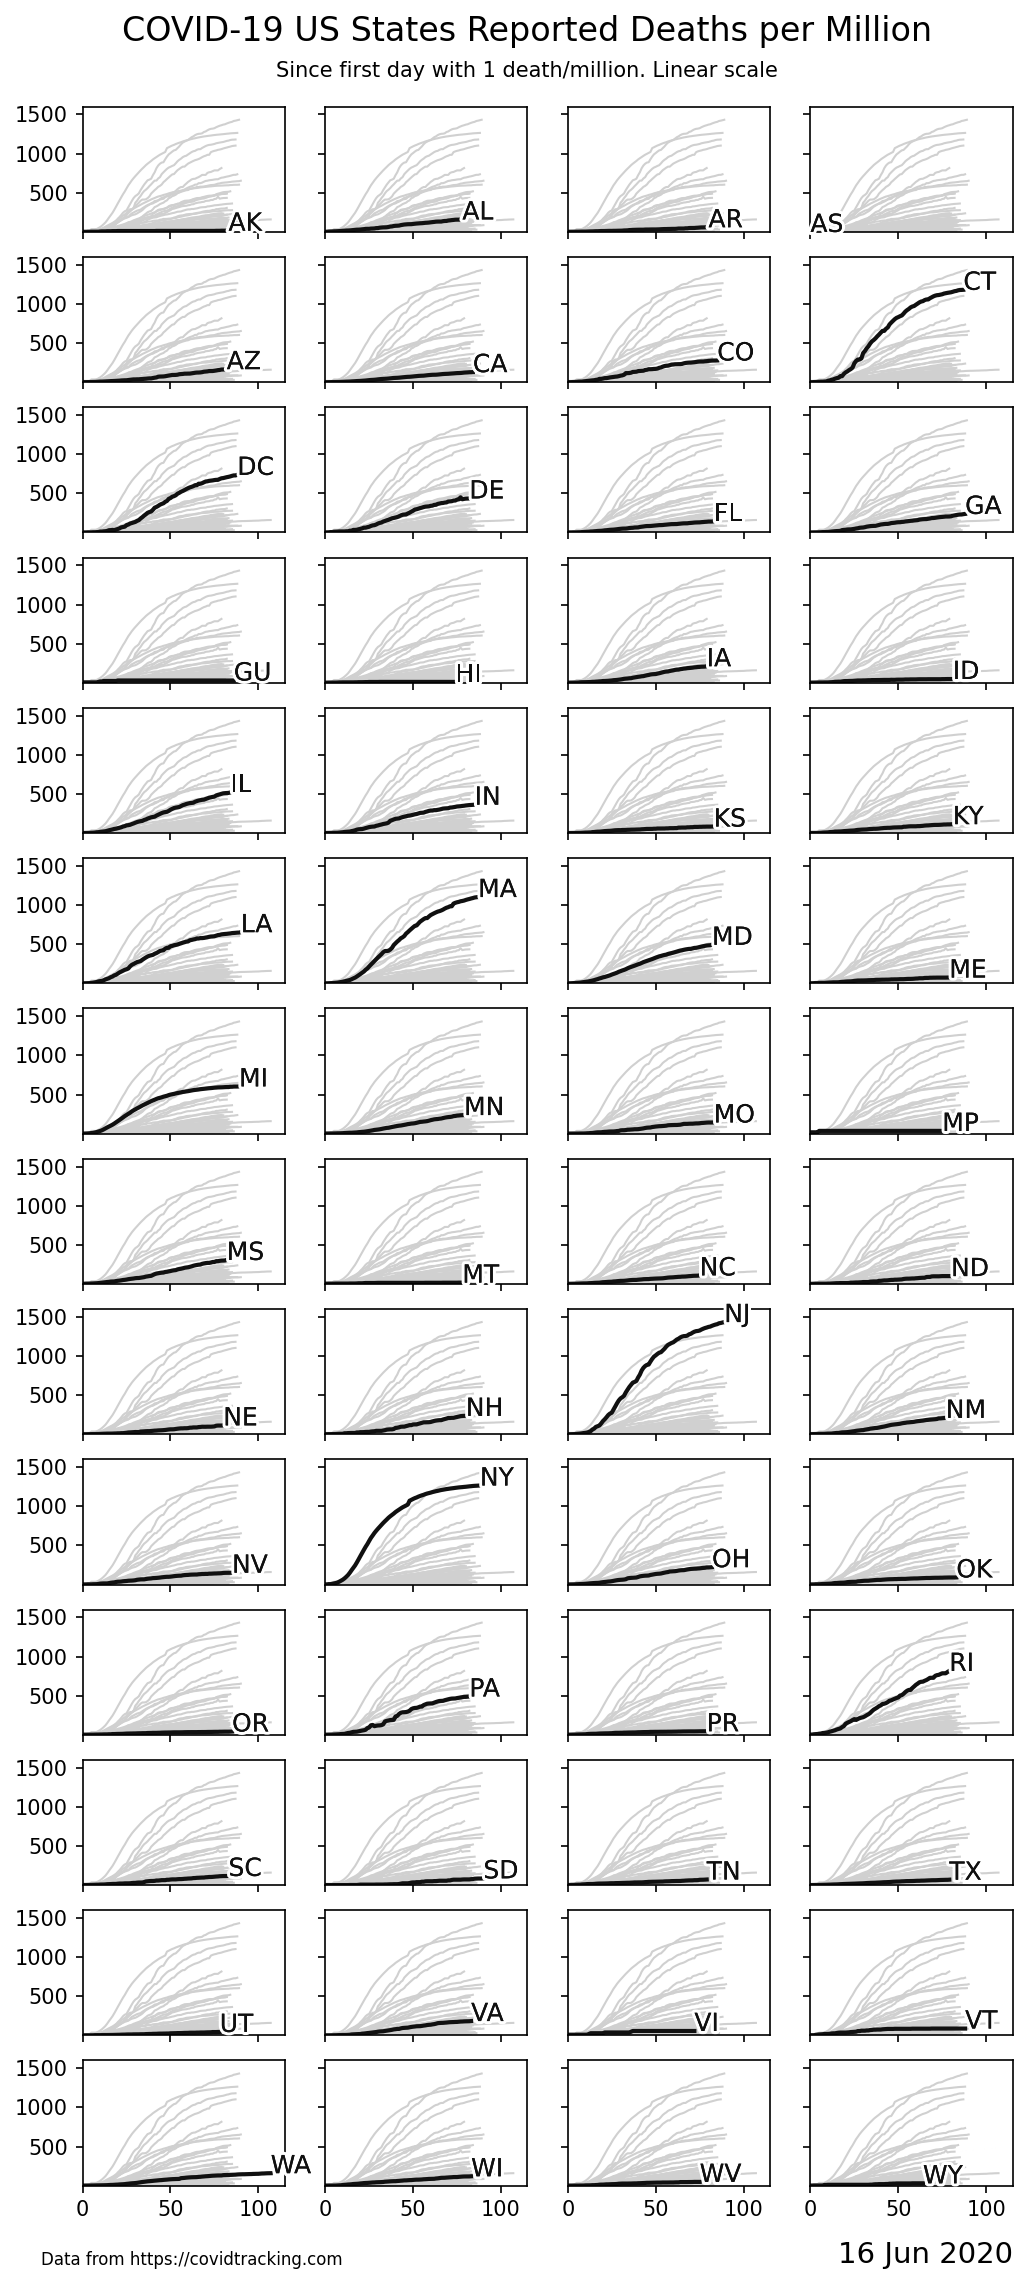 COVID-19 US States Reported Deaths per Million
Since first day with 1 death/million. Linear scale
1500
1000
500
AK
AL
AR
AS
1500
1000
500
AZ
CA
CO
CT
1500
1000
500
DC
DE
FL
GA
1500
1000
500
GU
HI
IA
ID
1500
1000
500
IL
IN
KS
KY
1500
1000
500
LA
MA
MD
ME
1500
1000
500
MI
MN
MO
MP
1500
1000
500
MS
MT
NC
ND
1500
1000
500
NE
NH
NJ
NM
1500
1000
500
NV
NY
OH
OK
1500
1000
500
OR
PA
PR
RI
1500
1000
500
SC
SD
TN
TX
1500
1000
500
UT
VA
VI
VT
1500
1000
500
WA
WI
WV
WY
0 50 100 0 50 100 0 50 100 0 50 100
Data from https://covidtracking.com
16 Jun 2020